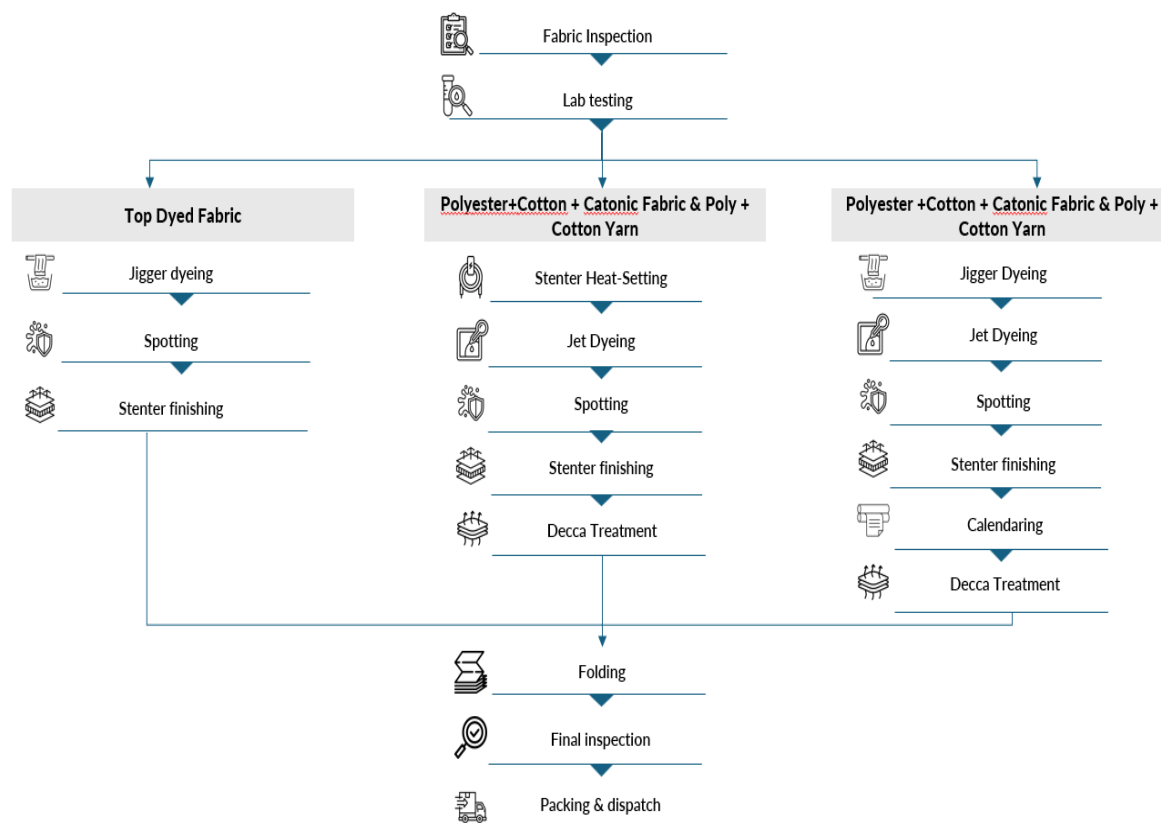 Fabric Inspection
Lab testing
Top Dyed Fabric
Jigger dyeing
Spotting
Stenter finishing
Polyester+Cotton + Catonic Fabric & Poly +
Cotton Yarn
Stenter Heat-Setting
Jet Dyeing
Spotting
Stenter finishing
Decca Treatment
Polyester +Cotton + Catonic Fabric & Poly +
Cotton Yarn
Jigger Dyeing
Jet Dyeing
Spotting
Stenter finishing
Calendaring
Decca Treatment
Folding
Final inspection
Packing & dispatch